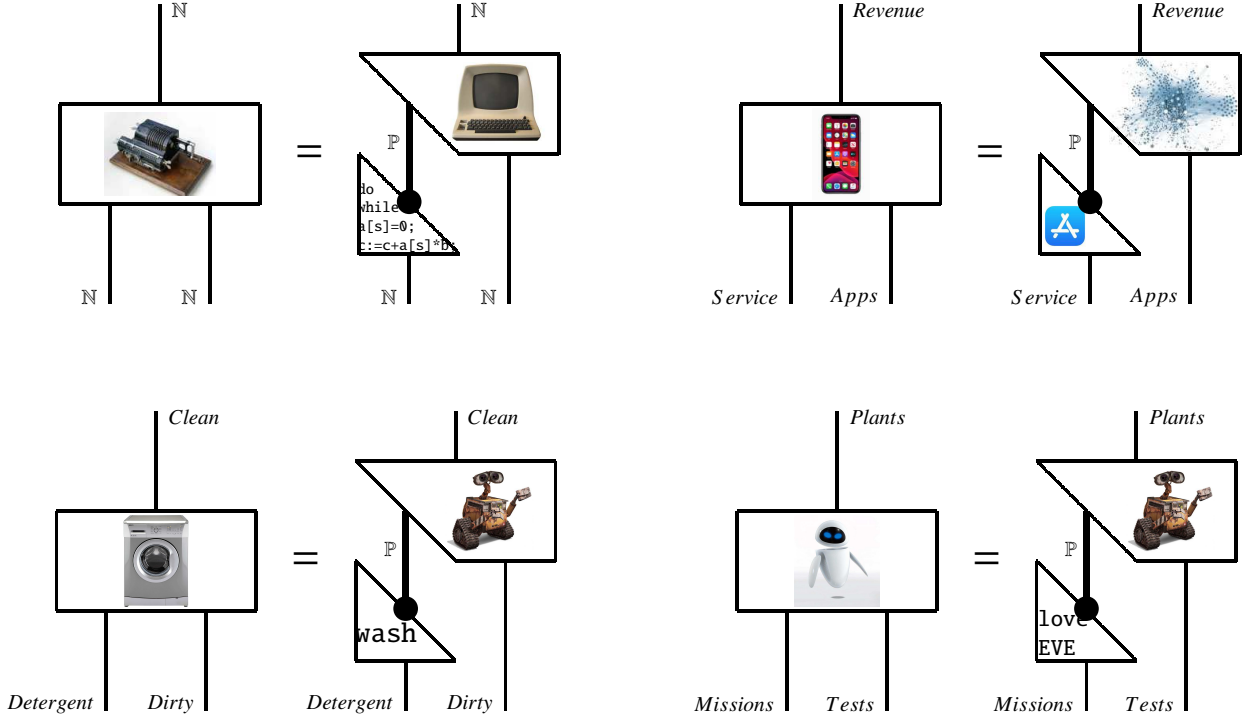 ℕ ℕ Revenue Revenue
=
=
ℙ
ℙ
do
while
a[s]=0;
c:=c+a[s]*b;
ℕ ℕ ℕ ℕ Service Apps Service Apps
Clean Clean Plants Plants
=
=
ℙ
ℙ
wash
love
EVE
Detergent Dirty Detergent Dirty Missions Tests Missions Tests